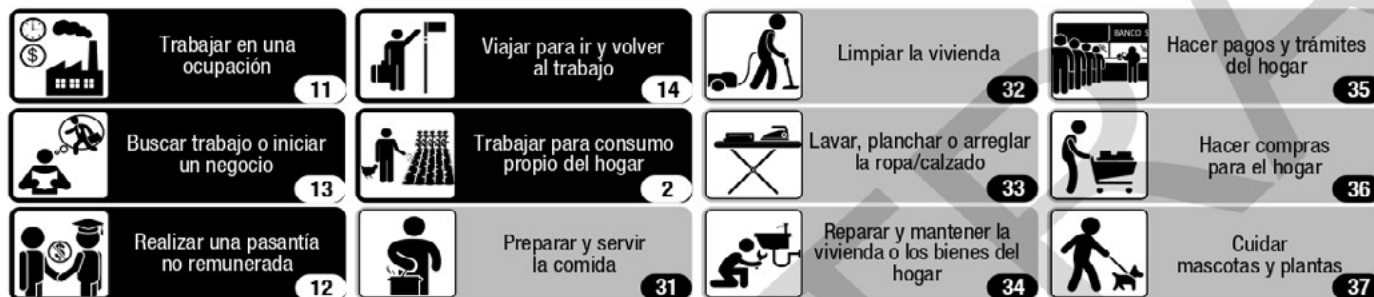 Trabajar en una
ocupación
11
Viajar para ir y volver
al trabajo
14
Limpiar la vivienda
32
BANCO S
Hacer pagos y trámites
del hogar
35
Buscar trabajo o iniciar
un negocio
13
Trabajar para consumo
propio del hogar
2
Lavar, planchar o arreglar
la ropa/calzado
33
Hacer compras
para el hogar
36
$
Realizar una pasantía
no remunerada
12
Preparar y servir
la comida
31
Reparar y mantener la
vivienda o los bienes del
hogar
34
Cuidar
mascotas y plantas
37